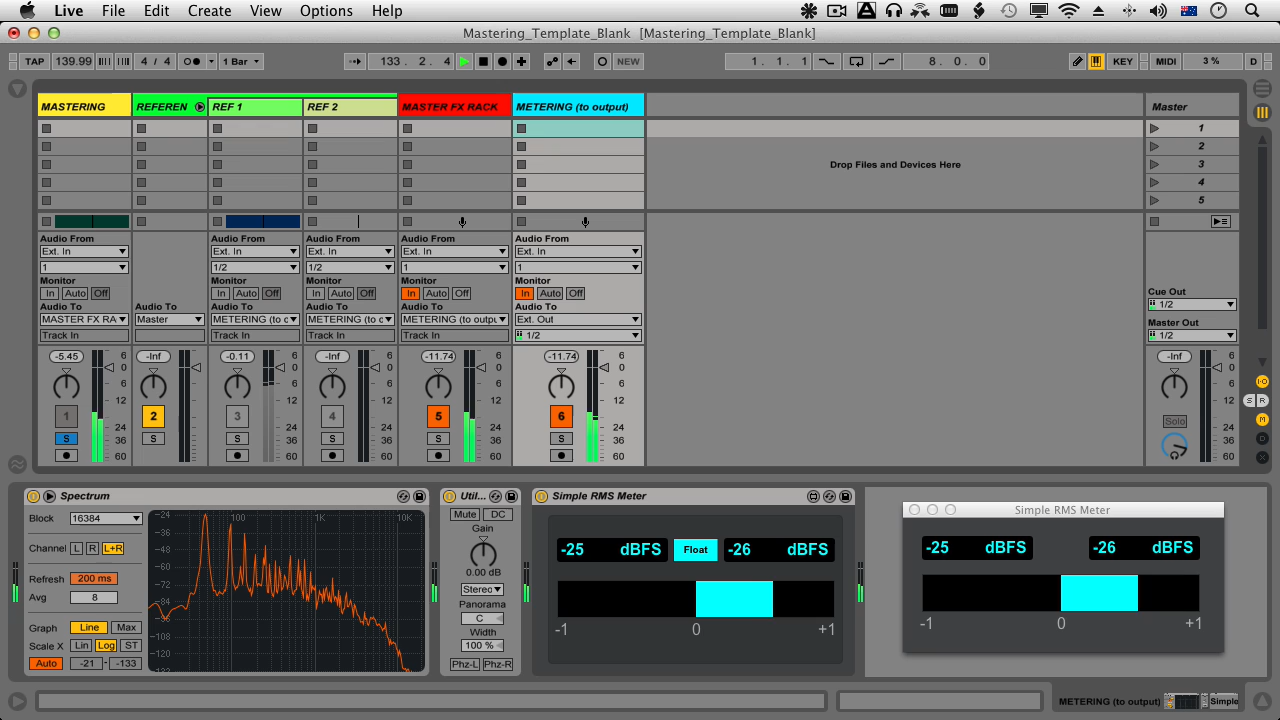 Live File Edit Create View Options Help
Mastering_Template_Blank [Mastering_Template_Blank]
TAP 139.99 4 / 4 1 Bar 133. 2. 4 NEW 1. 1. 1 8. 0. 0 KEY MIDI 3 % D
MASTERING REFEREN REF 1 REF 2 MASTER FX RACK METERING (to output) Master
1
2
Drop Files and Devices Here 3
4
5
Audio From Audio From Audio From Audio From Audio From
Ext. In Ext. In Ext. In Ext. In Ext. In
1 1/2 1/2 1 1
Monitor Monitor Monitor Monitor Monitor
In Auto Off In Auto Off In Auto Off In Auto Off In Auto Off
Cue Out
1/2
Audio To Audio To Audio To Audio To Audio To Audio To
MASTER FX RA Master METERING (to c METERING (to c METERING (to outpu Ext. Out
Master Out
Track In Track In Track In Track In 1/2 1/2
-5.45 -Inf -0.11 -Inf -11.74 -11.74 -Inf
6 6 6 6 6 6
0 0 0 0 0 0
6 6 6 6 6 6
12 12 12 12 12 12
1 2 3 4 5 6 Solo
24 24 24 24 24 24
S S S S S S
36 36 36 36 36 36
60 60 60 60 60 60
I·O
S R
M
D
X
Spectrum
Block 16384
Channel L R L+R
Refresh 200 ms
Avg 8
Graph Line Max
Scale X Lin Log ST
Auto -21 -133
-24 100 1K 10K
-36
-48
-60
-72
-84
-96
-108
-120
Util...
Mute DC
Gain
0.00 dB
Stereo
Panorama
C
Width
100 %
Phz-L Phz-R
Simple RMS Meter
-25 dBFS Float -26 dBFS
-1 0 +1
Simple RMS Meter
-25 dBFS -26 dBFS
-1 0 +1
METERING (to output) Simple